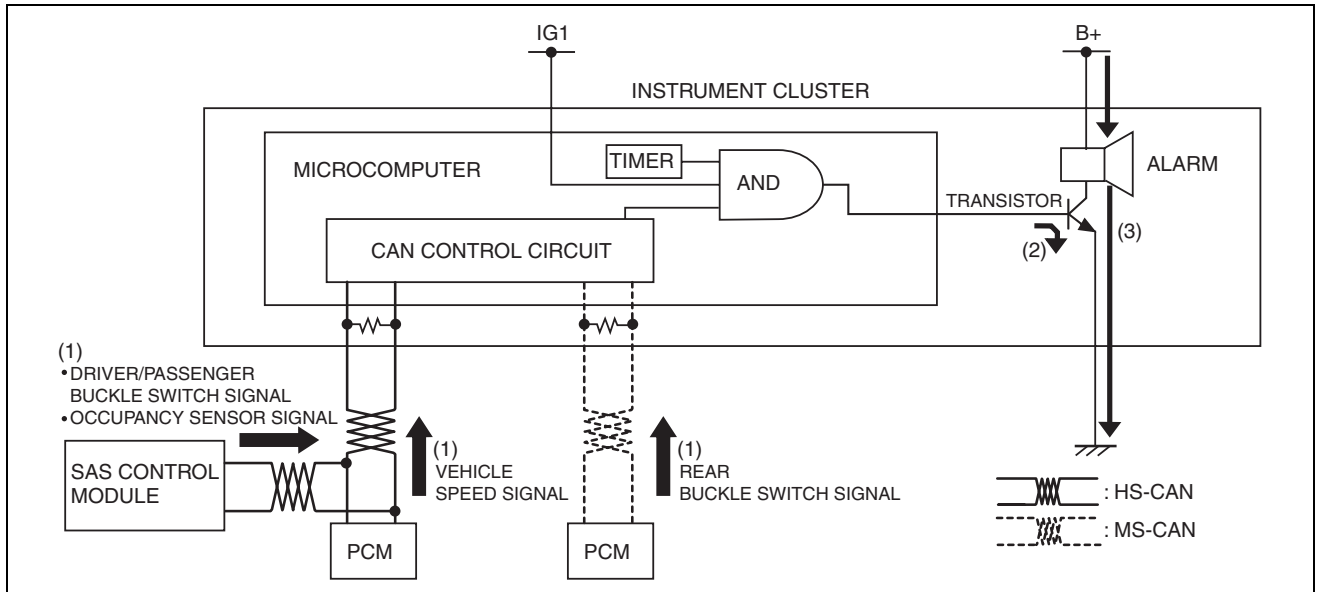 IG1
B+
INSTRUMENT CLUSTER
MICROCOMPUTER
TIMER
AND
ALARM
TRANSISTOR
(2)
(3)
CAN CONTROL CIRCUIT
(1)
•DRIVER/PASSENGER
BUCKLE SWITCH SIGNAL
•OCCUPANCY SENSOR SIGNAL
SAS CONTROL
MODULE
(1)
VEHICLE
SPEED SIGNAL
(1)
REAR
BUCKLE SWITCH SIGNAL
PCM
PCM
: HS-CAN
: MS-CAN